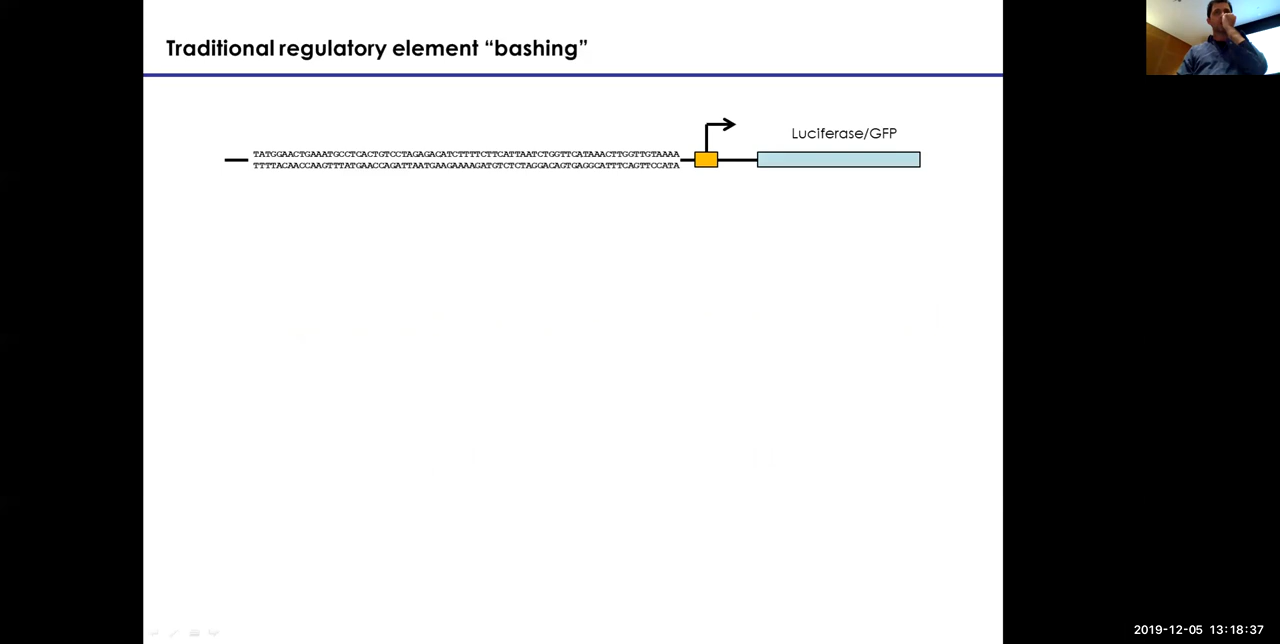 Traditional regulatory element “bashing”
Luciferase/GFP
TATGGAACTGAAATGCCTCACTGTCCTAGAGACATCTTTTCTTCATTAATCTGGTTCATAAACTTGGTTGTAAAA
TTTTACAACCAAGTTTATGAACCAGATTAATGAAGAAAAGATGTCTCTAGGACAGTGAGGCATTTCAGTTCCATA
2019-12-05 13:18:37